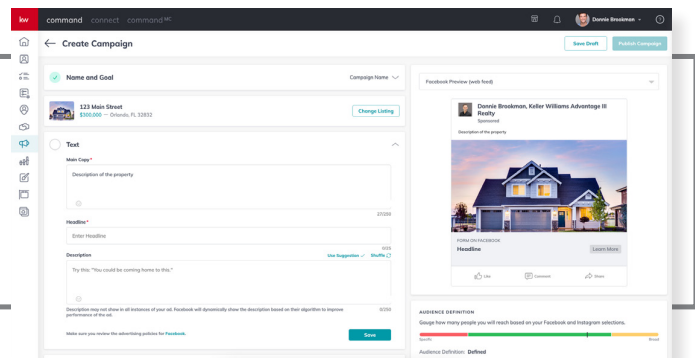 kw command connect command MC Dannie Brookman
Create Campaign Save Draft Publish Campaign
Name and Goal Campaign Name
123 Main Street
$300,000 — Orlando, FL 32832
Change Listing
Text
Main Copy*
Description of the property
27/250
Headline*
Enter Headline
0/25
Description Use Suggestion Shuffle
Try this: "You could be coming home to this."
Description may not show in all instances of your ad. Facebook will dynamically show the description based on their algorithm to improve 0/250
performance of the ad.
Make sure you review the advertising policies for Facebook. Save
Facebook Preview (web feed)
Dannie Brookman, Keller Williams Advantage III
Realty
Sponsored
Description of the property
FORM ON FACEBOOK
Headline Learn More
Like Comment Share
AUDIENCE DEFINITION
Gauge how many people you will reach based on your Facebook and Instagram selections.
Specific Broad
Audience Definition: Defined